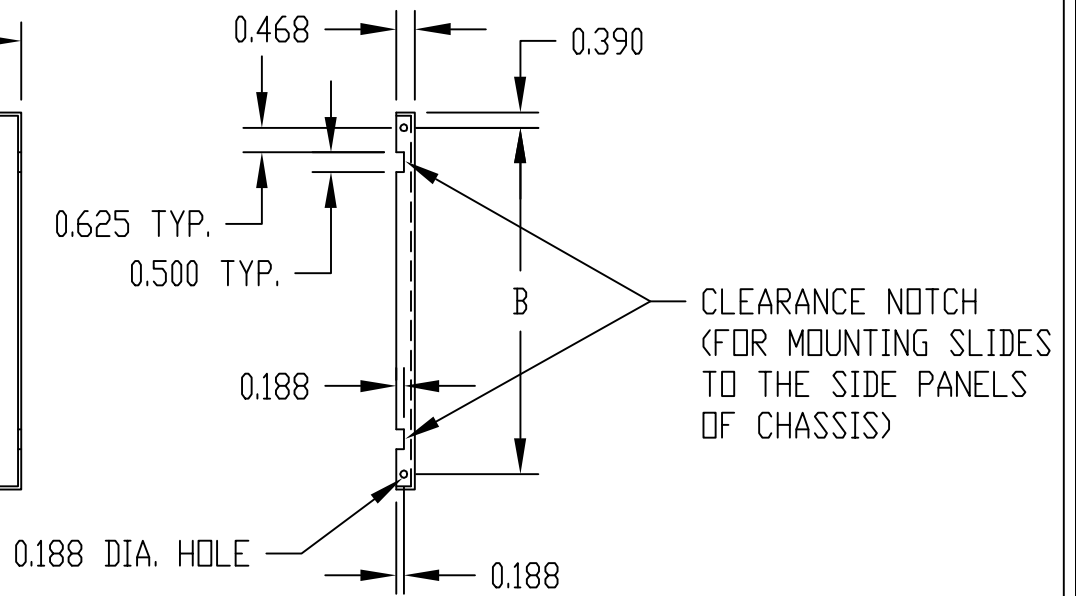 0.468
0.390
0.625 TYP.
0.500 TYP.
B
CLEARANCE NOTCH
(FOR MOUNTING SLIDES
TO THE SIDE PANELS
OF CHASSIS)
0.188
0.188 DIA. HOLE
0.188